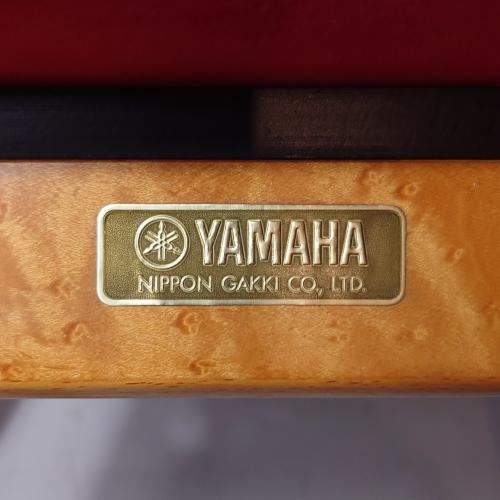 YAMAHA
NIPPON GAKKI CO., LTD.